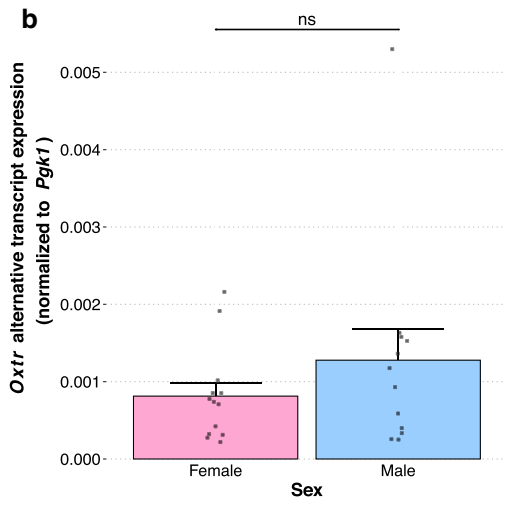 b
ns
Oxtr alternative transcript expression
(normalized to Pgk1)
0.005
0.004
0.003
0.002
0.001
0.000
Female
Male
Sex